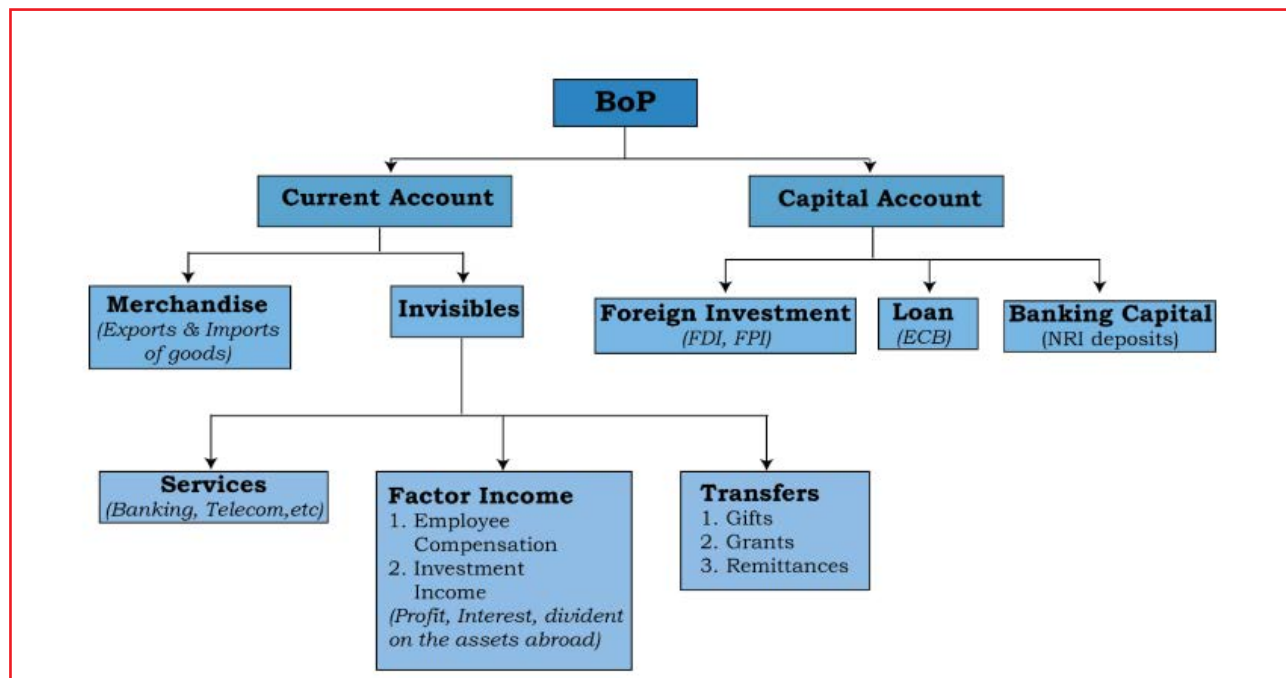 BoP
Current Account
Capital Account
Merchandise
(Exports & Imports
of goods)
Invisibles
Foreign Investment
(FDI, FPI)
Loan
(ECB)
Banking Capital
(NRI deposits)
Services
(Banking, Telecom,etc)
Factor Income
1. Employee
Compensation
2. Investment
Income
(Profit, Interest, divident
on the assets abroad)
Transfers
1. Gifts
2. Grants
3. Remittances